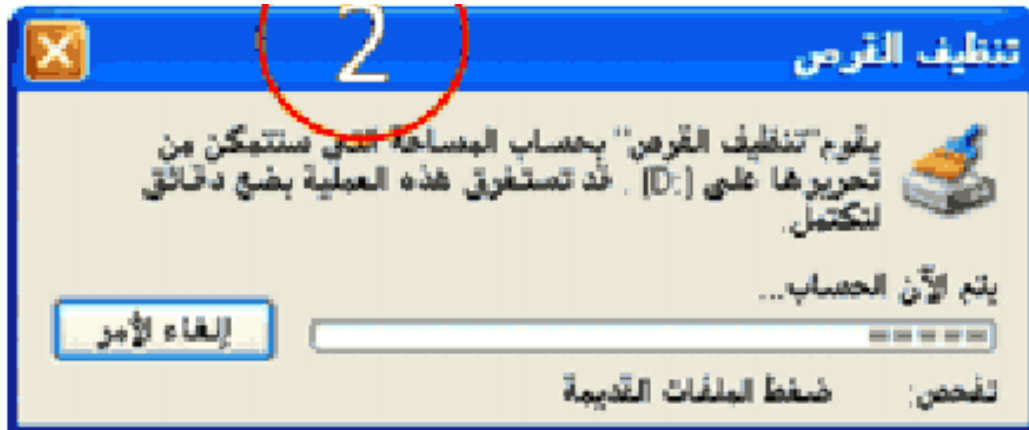 2
تنظيف القرص
يقوم "تنظيف القرص" بحساب المساحة التي ستتمكن من
تحريرها على (D:) . قد تستغرق هذه العملية بضع دقائق
لتكتمل.
يتم الآن الحساب...
إلغاء الأمر
تفحص: ضغط الملفات القديمة